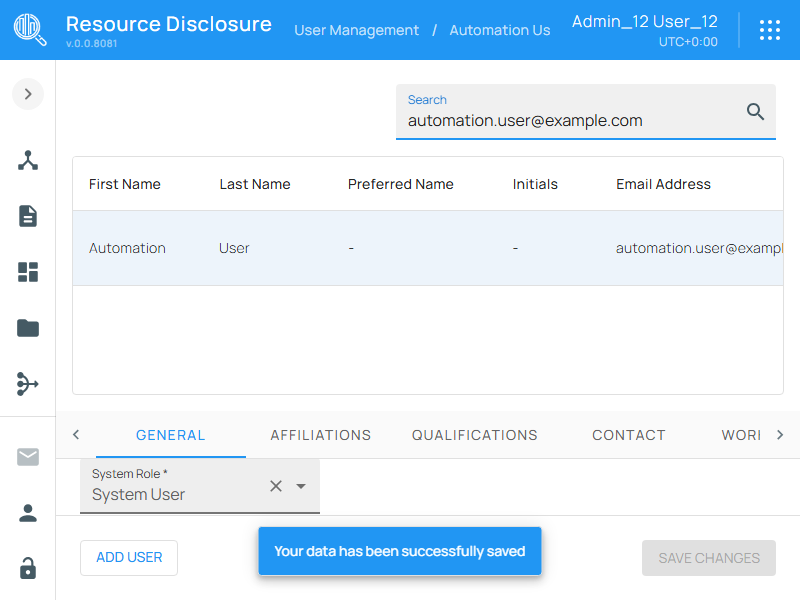 Resource Disclosure
v.0.0.8081
User Management / Automation Us
Admin_12 User_12
UTC+0:00
Search
automation.user@example.com
First Name Last Name Preferred Name Initials Email Address
Automation User - - automation.user@exampl
GENERAL AFFILIATIONS QUALIFICATIONS CONTACT WORI
System Role *
System User
ADD USER
Your data has been successfully saved
SAVE CHANGES